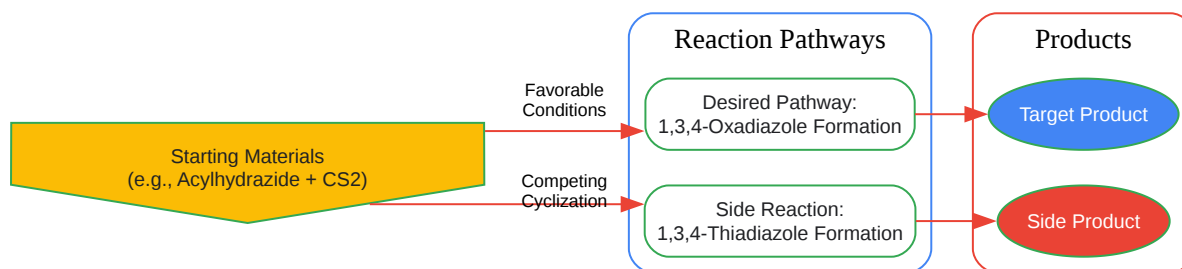 Reaction Pathways
Products
Favorable
Conditions
Desired Pathway:
1,3,4-Oxadiazole Formation
Target Product
Starting Materials
(e.g., Acylhydrazide + CS2)
Competing
Cyclization
Side Reaction:
1,3,4-Thiadiazole Formation
Side Product